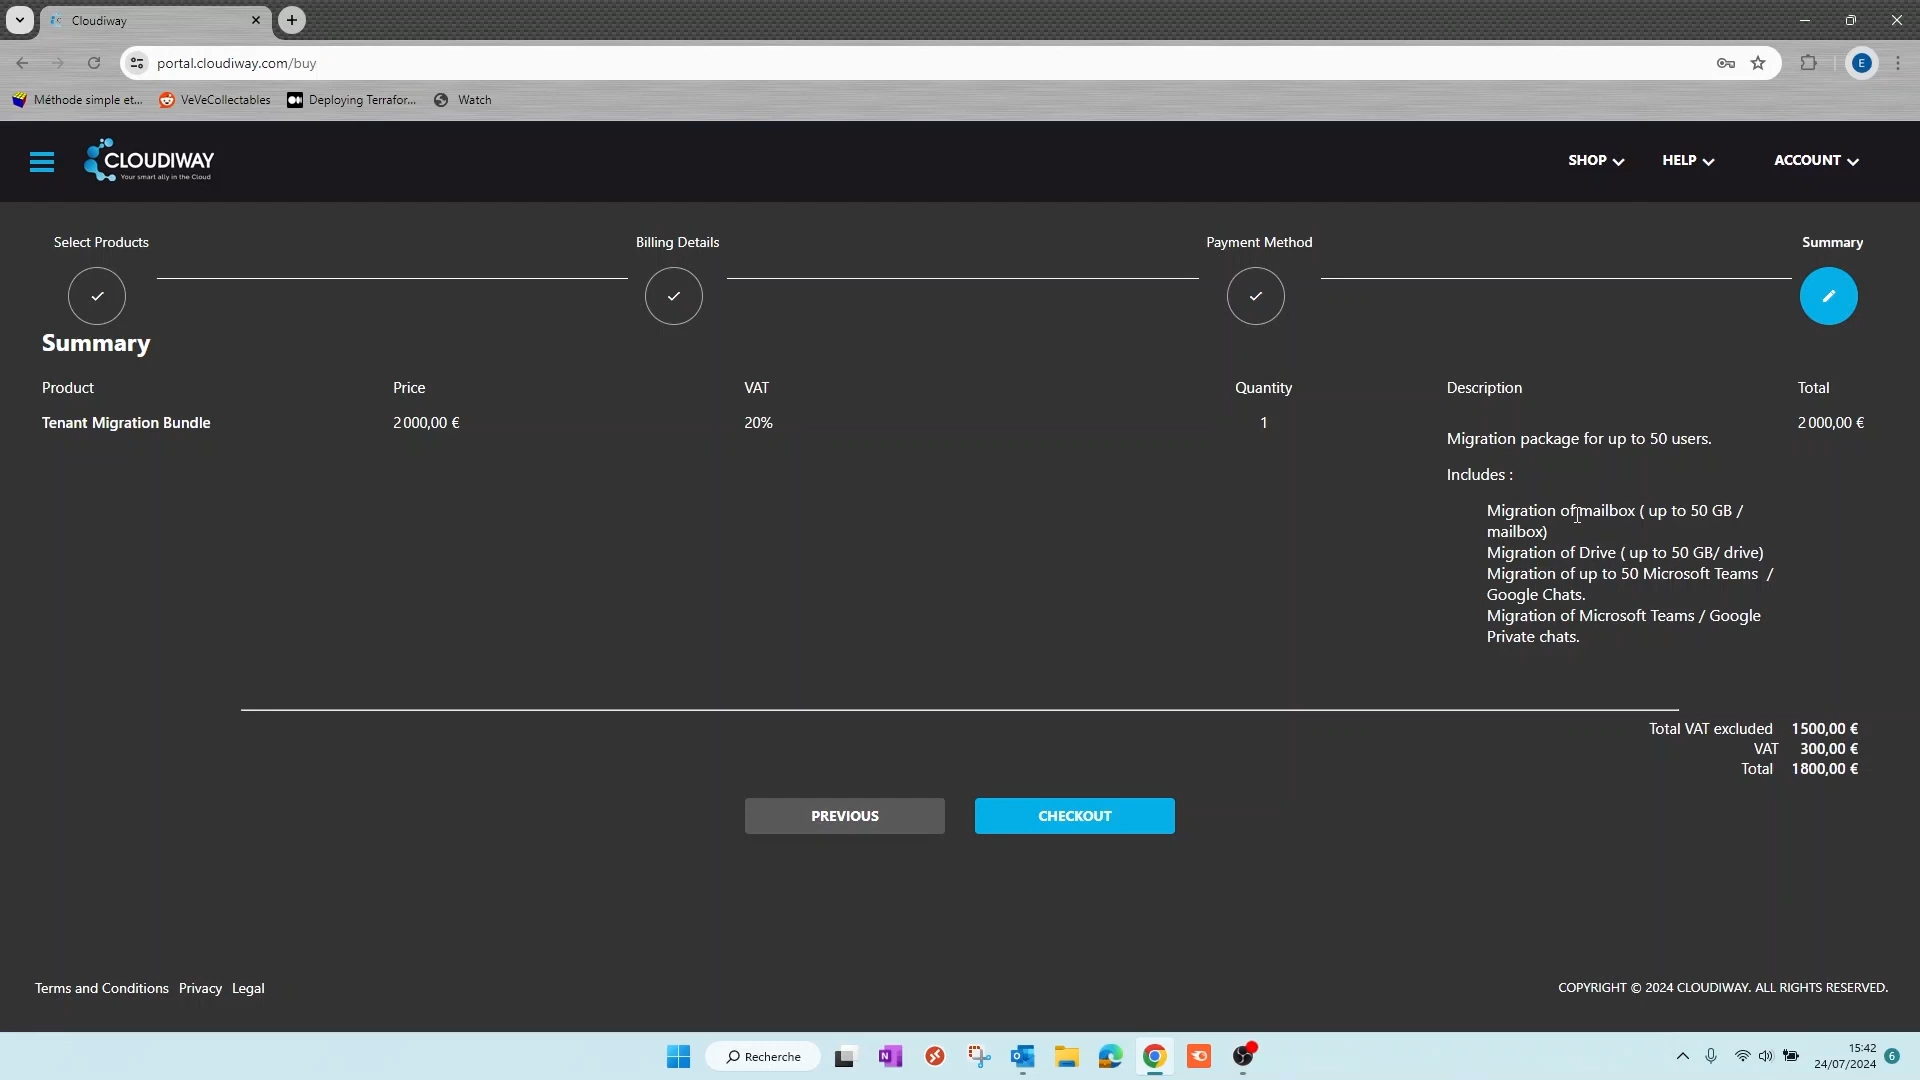 Cloudiway
portal.cloudiway.com/buy
E
Méthode simple et...
VeVeCollectables
Deploying Terrafor...
Watch
CLOUDIWAY
Your smart ally in the Cloud
SHOP
HELP
ACCOUNT
Select Products
Billing Details
Payment Method
Summary
Summary
Product Price VAT Quantity Description Total
Tenant Migration Bundle 2 000,00 € 20% 1 2 000,00 €
Migration package for up to 50 users.
Includes :
Migration of mailbox ( up to 50 GB /
mailbox)
Migration of Drive ( up to 50 GB/ drive)
Migration of up to 50 Microsoft Teams /
Google Chats.
Migration of Microsoft Teams / Google
Private chats.
Total VAT excluded 1500,00 €
VAT 300,00 €
Total 1800,00 €
PREVIOUS
CHECKOUT
Terms and Conditions Privacy Legal
COPYRIGHT © 2024 CLOUDIWAY. ALL RIGHTS RESERVED.
Recherche
15:42
24/07/2024
6